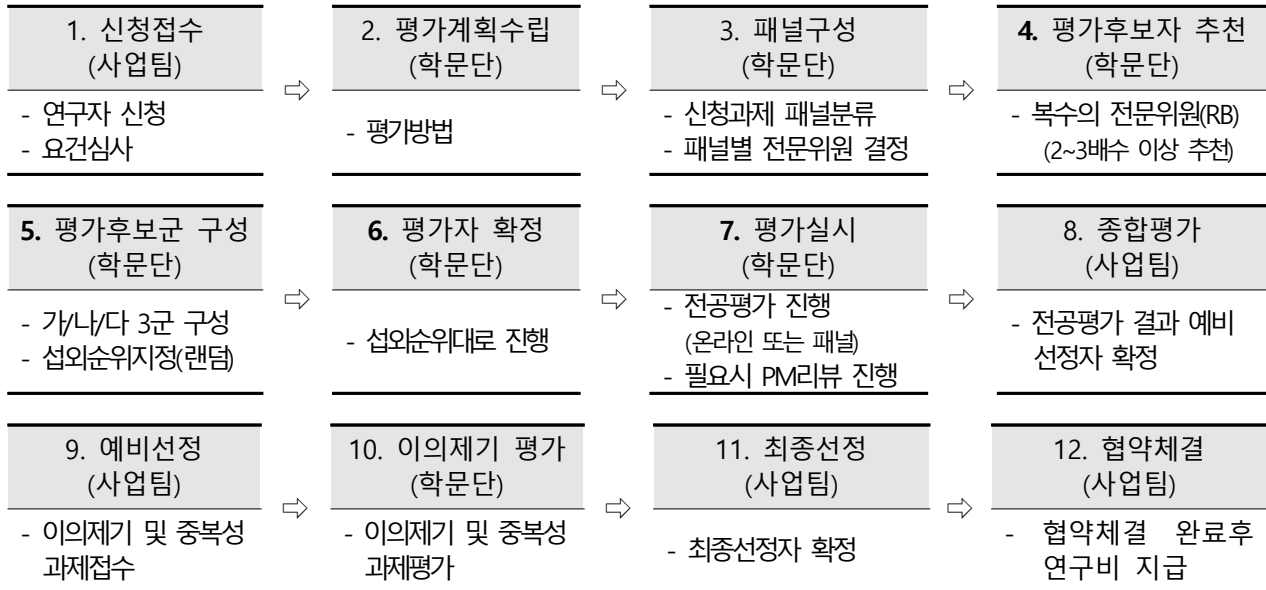 1. 신청접수
(사업팀)
- 연구자 신청
- 요건심사
⇨
2. 평가계획수립
(학문단)
- 평가방법
⇨
3. 패널구성
(학문단)
- 신청과제 패널분류
- 패널별 전문위원 결정
⇨
4. 평가후보자 추천
(학문단)
- 복수의 전문위원(RB)
(2~3배수 이상 추천)
5. 평가후보군 구성
(학문단)
- 가/나/다 3군 구성
- 섭외순위지정(랜덤)
⇨
6. 평가자 확정
(학문단)
- 섭외순위대로 진행
⇨
7. 평가실시
(학문단)
- 전공평가 진행
(온라인 또는 패널)
- 필요시 PM리뷰 진행
⇨
8. 종합평가
(사업팀)
- 전공평가 결과 예비
선정자 확정
9. 예비선정
(사업팀)
- 이의제기 및 중복성
과제접수
⇨
10. 이의제기 평가
(학문단)
- 이의제기 및 중복성
과제평가
⇨
11. 최종선정
(사업팀)
- 최종선정자 확정
⇨
12. 협약체결
(사업팀)
- 협약체결 완료후
연구비 지급